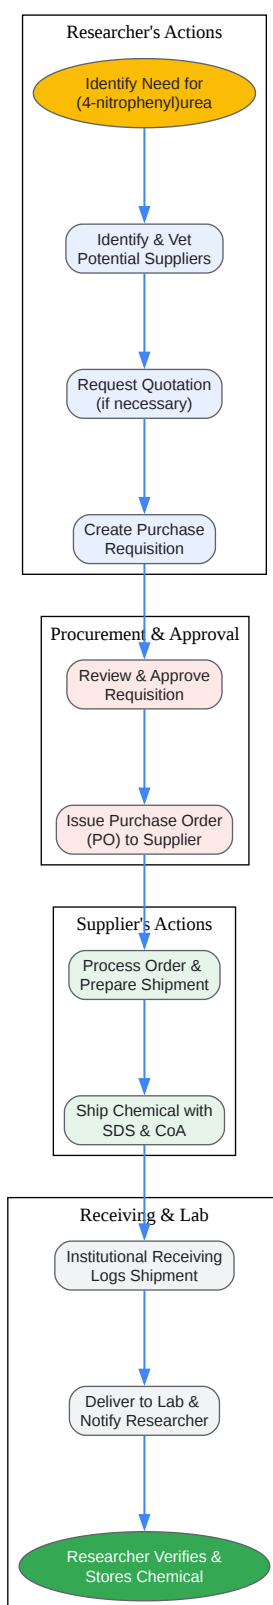 Researcher's Actions
Identify Need for
(4-nitrophenyl)urea
Identify & Vet
Potential Suppliers
Request Quotation
(if necessary)
Create Purchase
Requisition
Procurement & Approval
Review & Approve
Requisition
Issue Purchase Order
(PO) to Supplier
Supplier's Actions
Process Order &
Prepare Shipment
Ship Chemical with
SDS & CoA
Receiving & Lab
Institutional Receiving
Logs Shipment
Deliver to Lab &
Notify Researcher
Researcher Verifies &
Stores Chemical